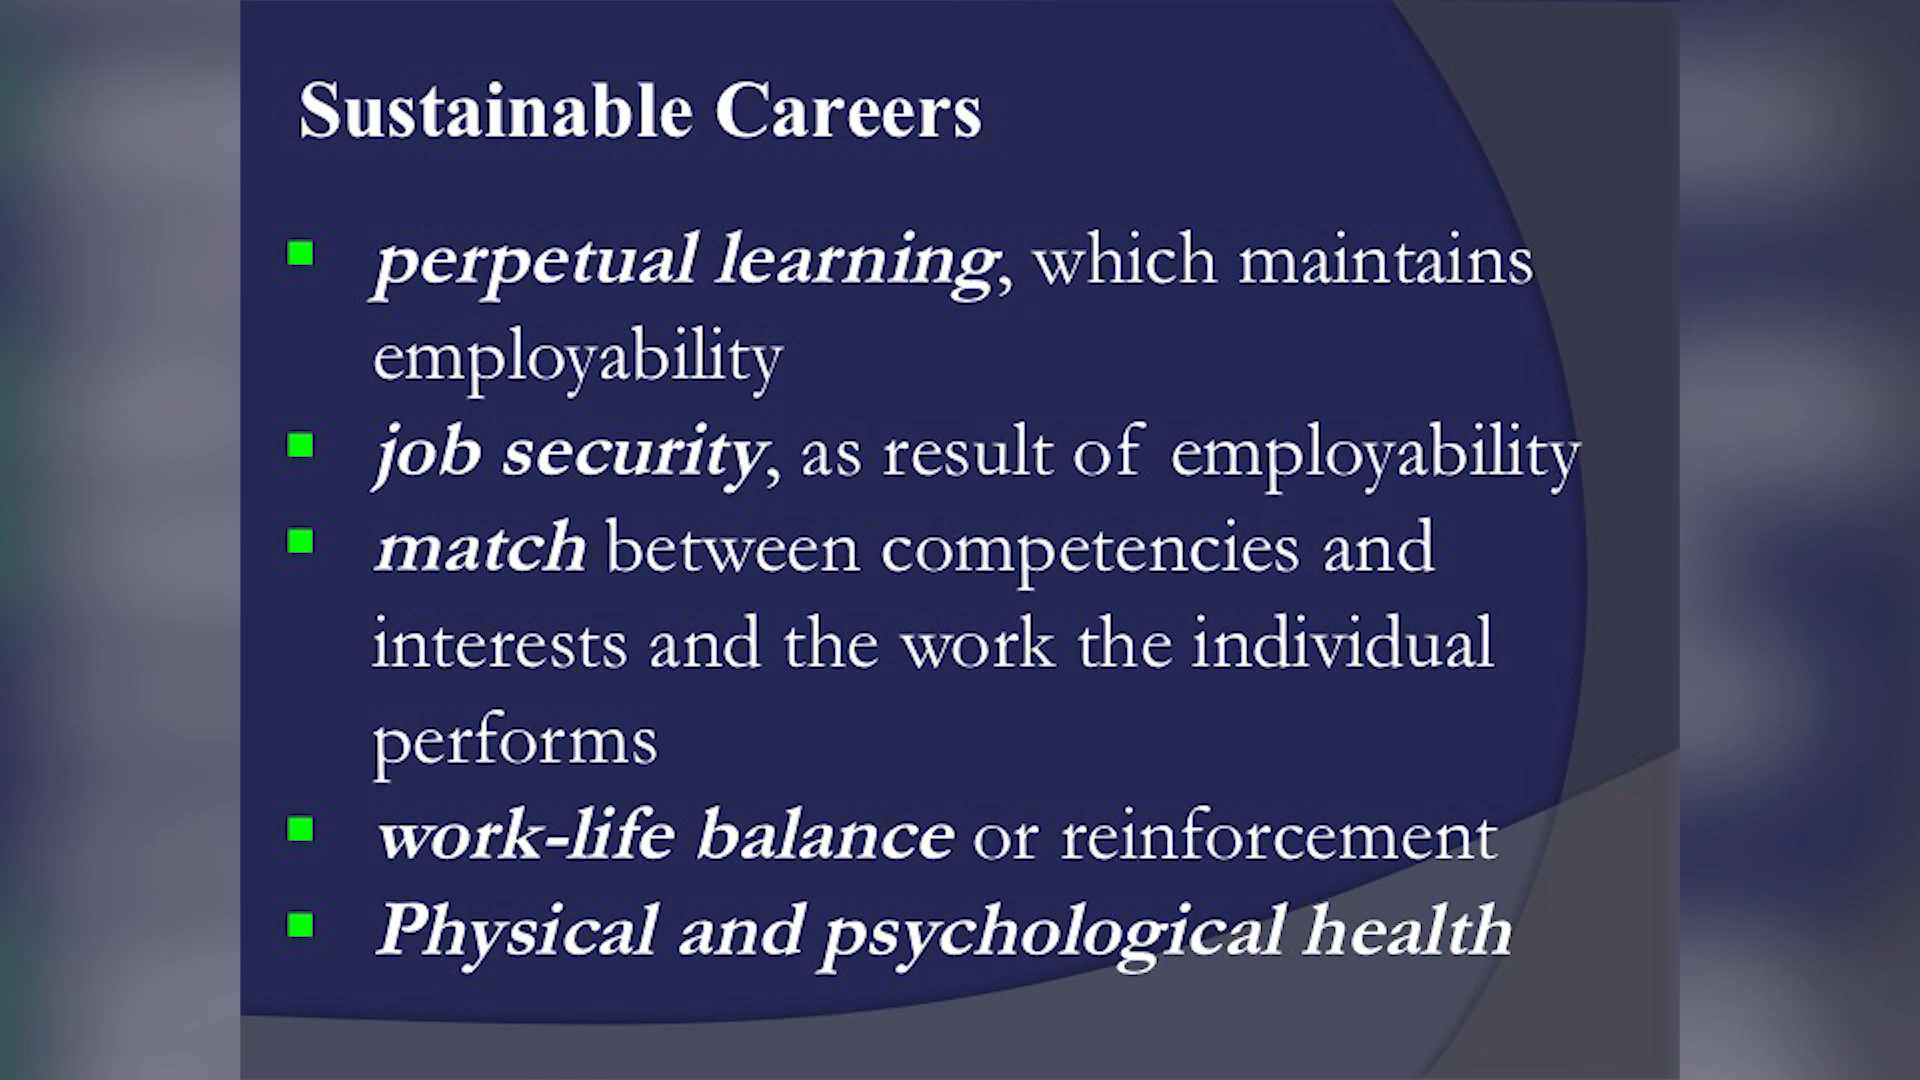 Sustainable Careers
perpetual learning, which maintains
employability
job security, as result of employability
match between competencies and
interests and the work the individual
performs
work-life balance or reinforcement
Physical and psychological health